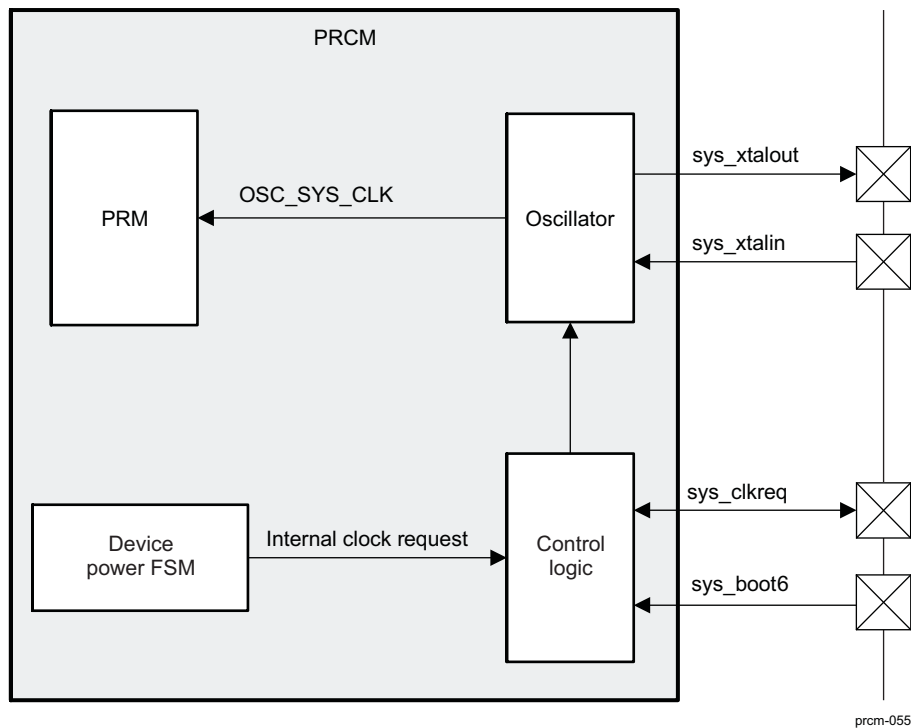 PRCM
sys_xtalout
OSC_SYS_CLK
PRM
Oscillator
sys_xtalin
sys_clkreq
Device
power FSM
Internal clock request
Control
logic
sys_boot6
prcm-055